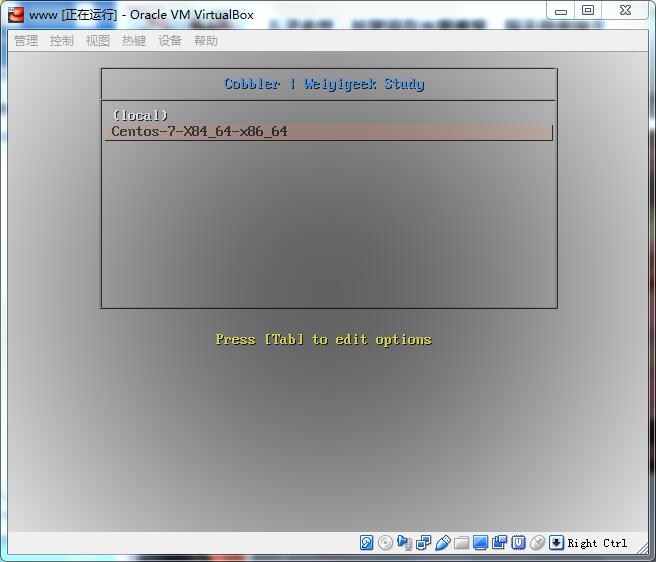 www [正在运行] - Oracle VM VirtualBox
管理 控制 视图 热键 设备 帮助
Cobbler | Weiyigeek Study
(local)
Centos-7-X84_64-x86_64
Press [Tab] to edit options
Right Ctrl